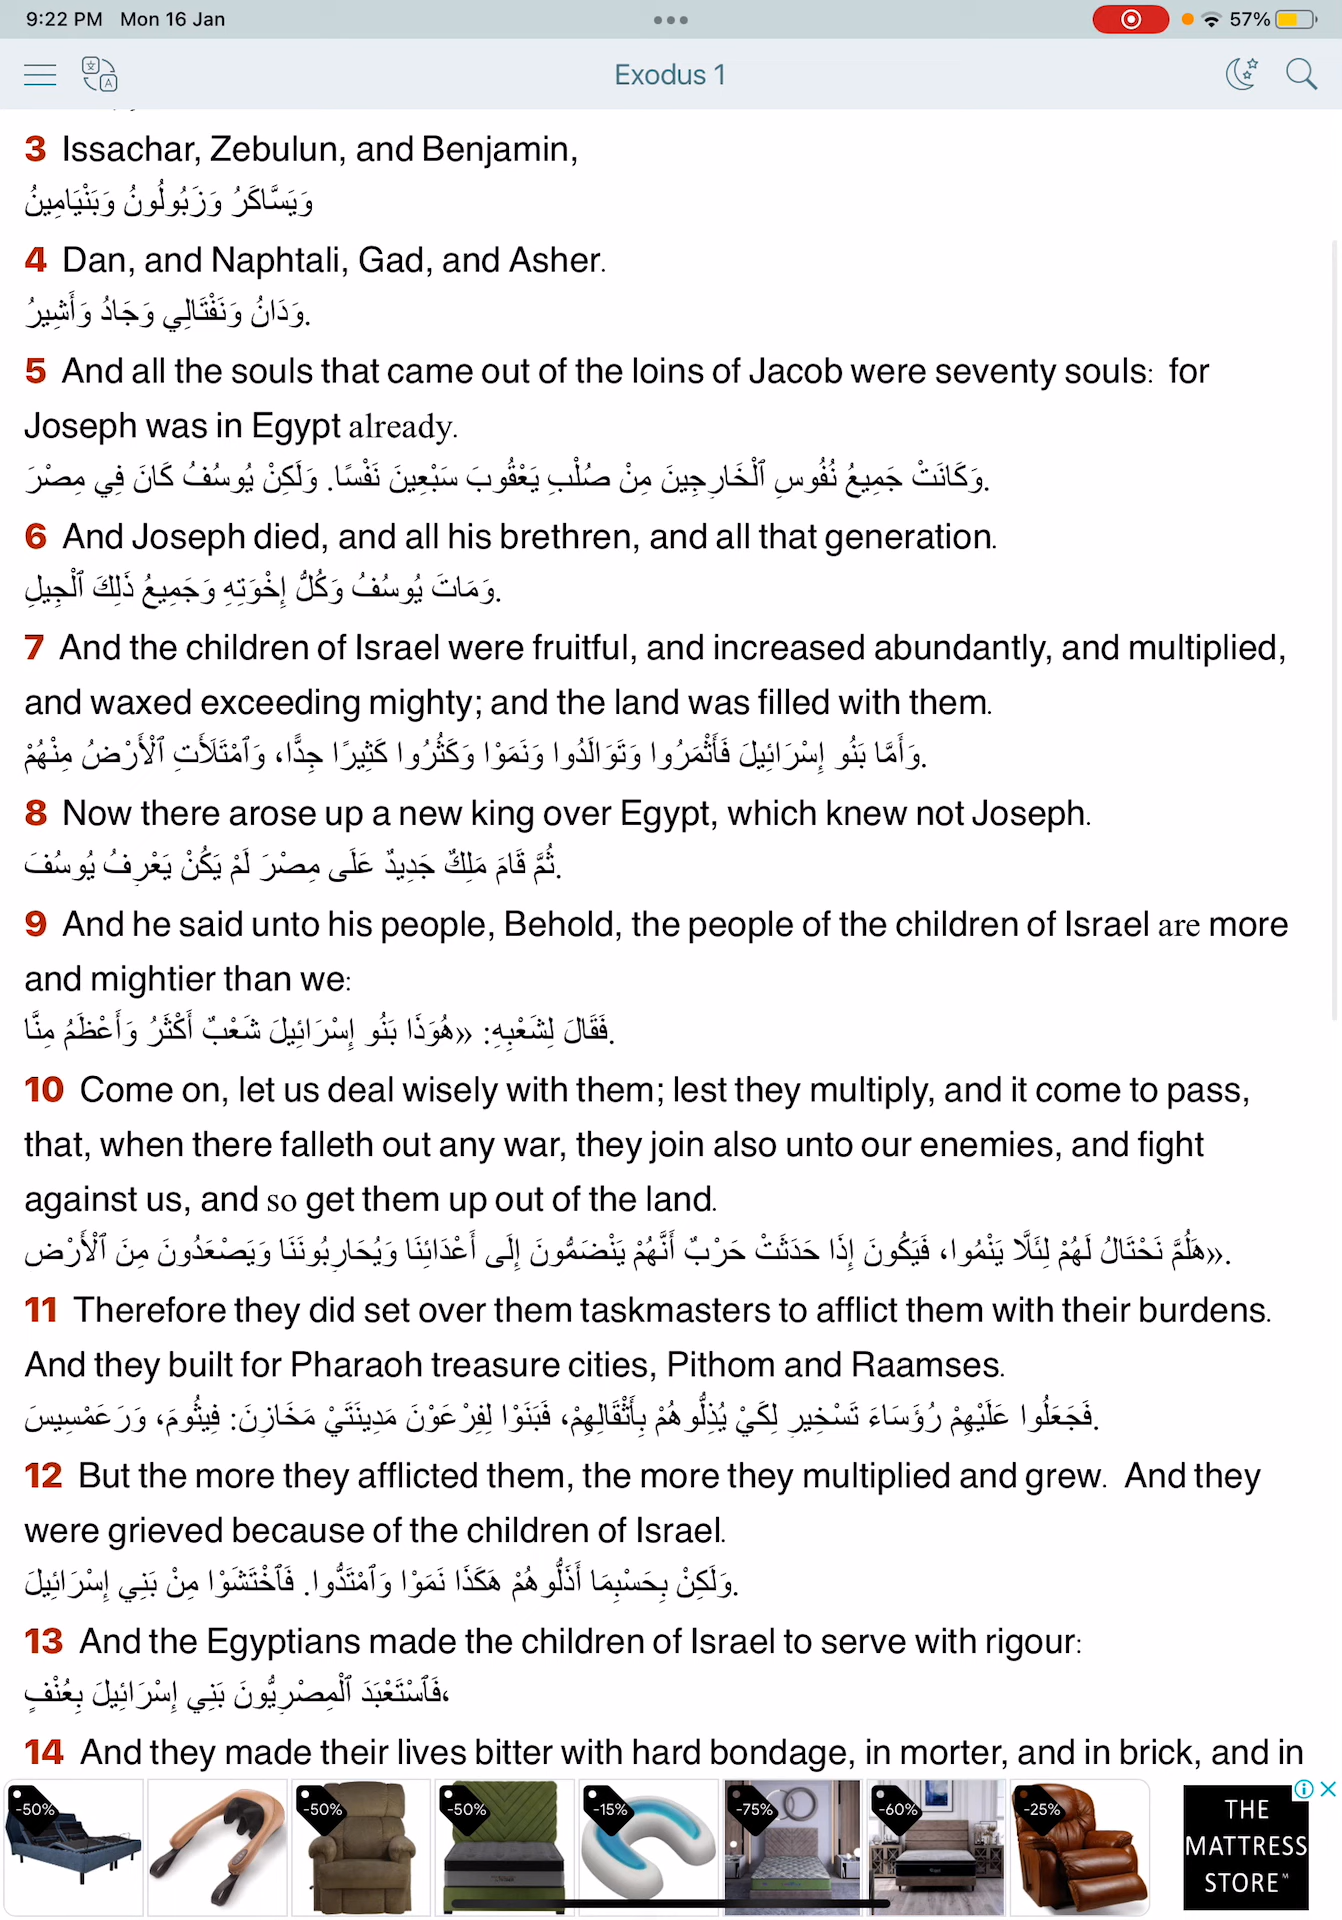 9:22 PM Mon 16 Jan
57%
Exodus 1
3 Issachar, Zebulun, and Benjamin,
وَيَسَّاكَرُ وَزَبُولُونُ وَبَنْيَامِينُ
4 Dan, and Naphtali, Gad, and Asher.
وَدَانُ وَنَفْتَالِي وَجَادُ وَأَشِيرُ.
5 And all the souls that came out of the loins of Jacob were seventy souls: for
Joseph was in Egypt already.
وَكَانَتْ جَمِيعُ نُفُوسِ ٱلْخَارِجِينَ مِنْ صُلْبِ يَعْقُوبَ سَبْعِينَ نَفْسًا. وَلَكِنْ يُوسُفُ كَانَ فِي مِصْرَ.
6 And Joseph died, and all his brethren, and all that generation.
وَمَاتَ يُوسُفُ وَكُلُّ إِخْوَتِهِ وَجَمِيعُ ذَلِكَ ٱلْجِيلِ.
7 And the children of Israel were fruitful, and increased abundantly, and multiplied,
and waxed exceeding mighty; and the land was filled with them.
وَأَمَّا بَنُو إِسْرَائِيلَ فَأَثْمَرُوا وَتَوَالَدُوا وَنَمَوْا وَكَثُرُوا كَثِيرًا جِدًّا، وَٱمْتَلَأَتِ ٱلْأَرْضُ مِنْهُمْ.
8 Now there arose up a new king over Egypt, which knew not Joseph.
ثُمَّ قَامَ مَلِكٌ جَدِيدٌ عَلَى مِصْرَ لَمْ يَكُنْ يَعْرِفُ يُوسُفَ.
9 And he said unto his people, Behold, the people of the children of Israel are more
and mightier than we:
فَقَالَ لِشَعْبِهِ: «هُوَذَا بَنُو إِسْرَائِيلَ شَعْبٌ أَكْثَرُ وَأَعْظَمُ مِنَّا.
10 Come on, let us deal wisely with them; lest they multiply, and it come to pass,
that, when there falleth out any war, they join also unto our enemies, and fight
against us, and so get them up out of the land.
هَلُمَّ نَحْتَالُ لَهُمْ لِئَلَّا يَنْمُوا، فَيَكُونَ إِذَا حَدَثَتْ حَرْبٌ أَنَّهُمْ يَنْضَمُّونَ إِلَى أَعْدَائِنَا وَيُحَارِبُونَنَا وَيَصْعَدُونَ مِنَ ٱلْأَرْضِ».
11 Therefore they did set over them taskmasters to afflict them with their burdens.
And they built for Pharaoh treasure cities, Pithom and Raamses.
فَجَعَلُوا عَلَيْهِمْ رُؤَسَاءَ تَسْخِيرٍ لِكَيْ يُذِلُّوهُمْ بِأَثْقَالِهِمْ، فَبَنَوْا لِفِرْعَوْنَ مَدِينَتَيْ مَخَازِنَ: فِيثُومَ، وَرَعَمْسِيسَ.
12 But the more they afflicted them, the more they multiplied and grew. And they
were grieved because of the children of Israel.
وَلَكِنْ بِحَسْبِمَا أَذَلُّوهُمْ هَكَذَا نَمَوْا وَٱمْتَدُّوا. فَٱخْتَشَوْا مِنْ بَنِي إِسْرَائِيلَ.
13 And the Egyptians made the children of Israel to serve with rigour:
فَٱسْتَعْبَدَ ٱلْمِصْرِيُّونَ بَنِي إِسْرَائِيلَ بِعُنْفٍ،
14 And they made their lives bitter with hard bondage, in morter, and in brick, and in
-50% -50% -50% -15% -75% -60% -25%
THE
MATTRESS
STORE